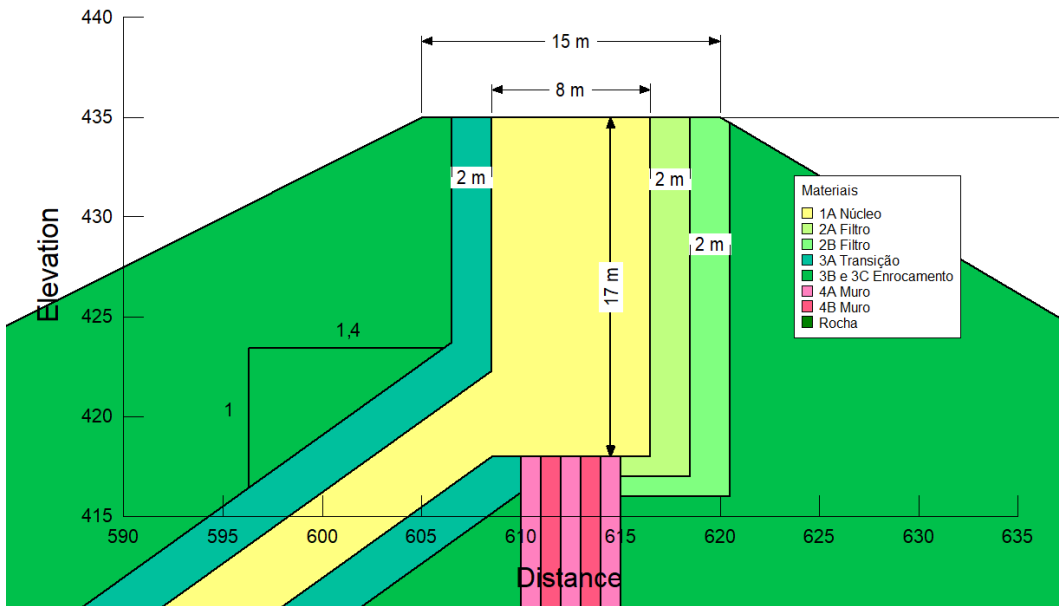 440
15 m
8 m
435
2 m
2 m
Materiais
1A Núcleo
2A Filtro
2B Filtro
3A Transição
3B e 3C Enrocamento
4A Muro
4B Muro
Rocha
430
2 m
17 m
Elevation
425
1,4
1
420
415
590
595
600
605
610
615
620
625
630
635
Distance